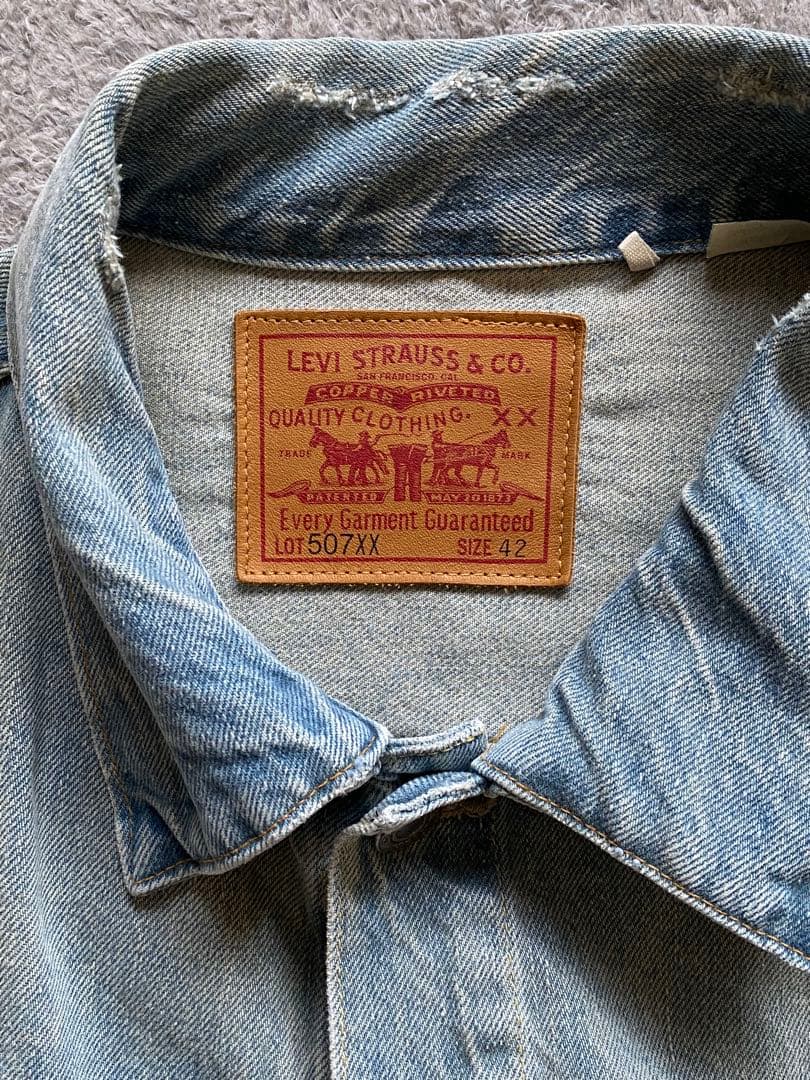 LEVI STRAUSS & CO.
SAN FRANCISCO, CAL.
COPPER RIVETED
QUALITY CLOTHING. XX
TRADE MARK
PATENTED MAY 20 1873
Every Garment Guaranteed
LOT 507XX SIZE 42